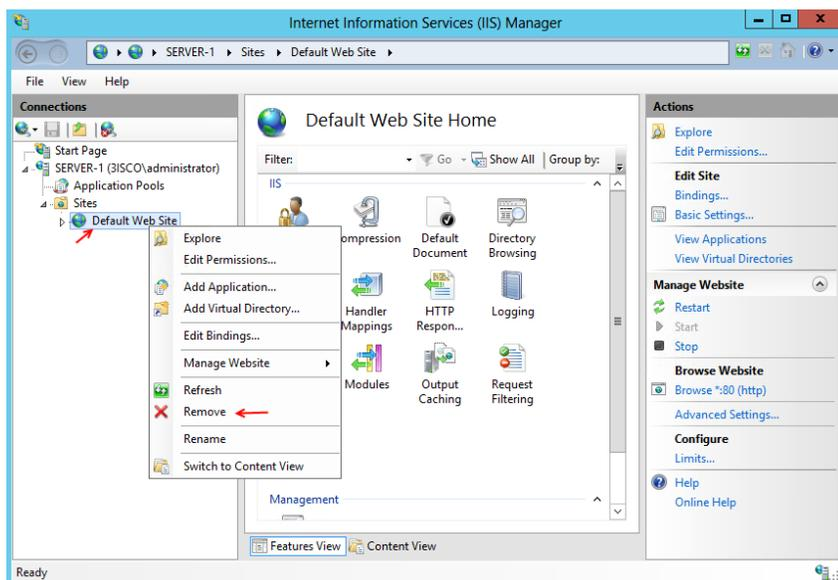 Internet Information Services (IIS) Manager
SERVER-1 Sites Default Web Site
File View Help
Connections
Start Page
SERVER-1 (3ISCO\administrator)
Application Pools
Sites
Default Web Site
Explore
Edit Permissions...
Add Application...
Add Virtual Directory...
Edit Bindings...
Manage Website
Refresh
Remove
Rename
Switch to Content View
Default Web Site Home
Filter: Go Show All Group by:
IIS
ompression
Default Document
Directory Browsing
Handler Mappings
HTTP Respon...
Logging
Modules
Output Caching
Request Filtering
Management
Features View Content View
Actions
Explore
Edit Permissions...
Edit Site
Bindings...
Basic Settings...
View Applications
View Virtual Directories
Manage Website
Restart
Start
Stop
Browse Website
Browse *:80 (http)
Advanced Settings...
Configure
Limits...
Help
Online Help
Ready